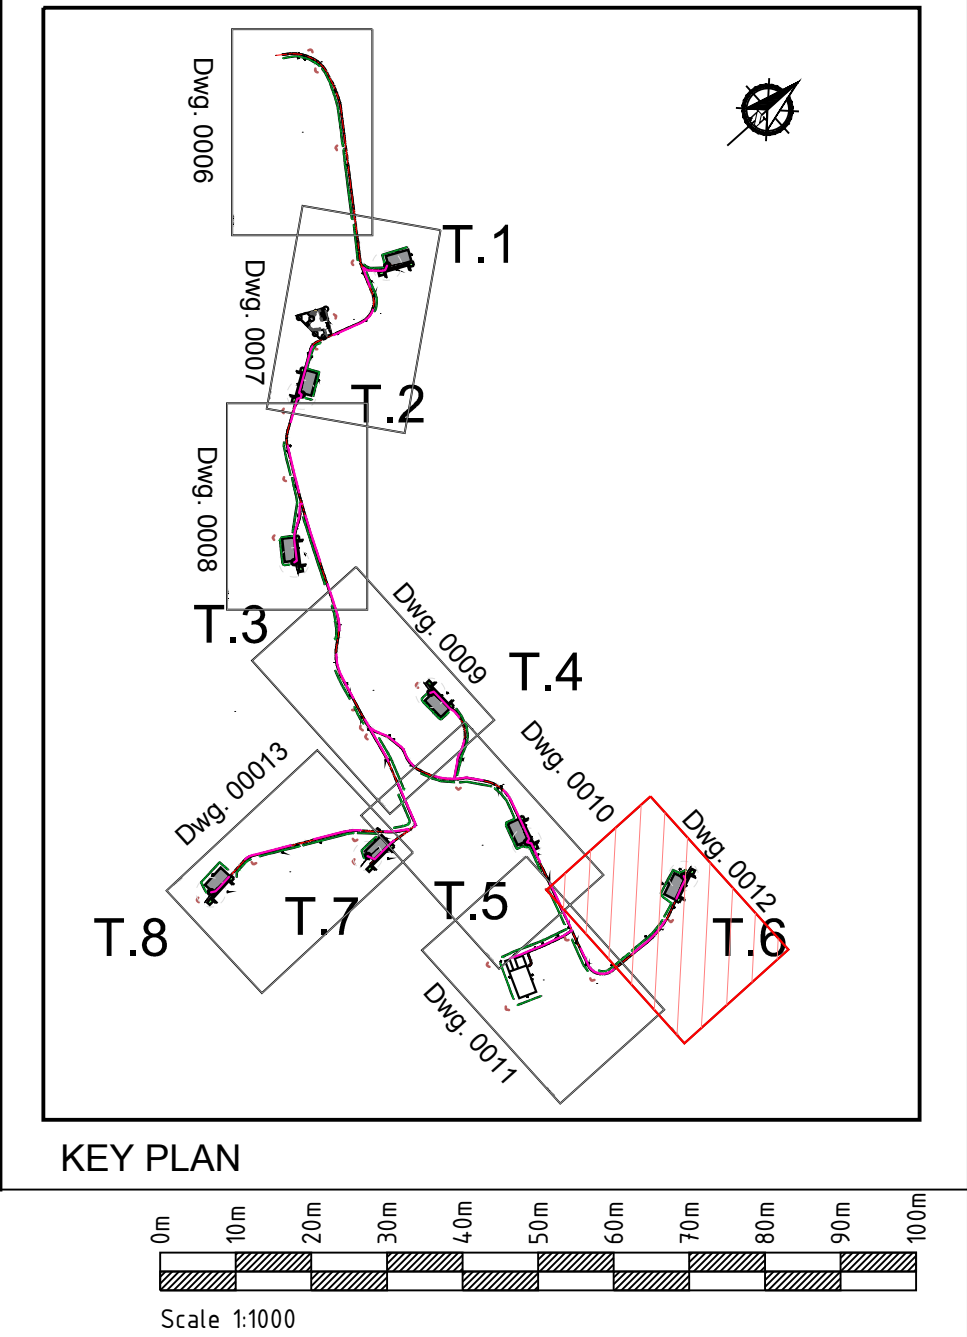 Dwg. 0006
T.1
Dwg. 0007
T.2
Dwg. 0008
T.3
Dwg. 0009
T.4
Dwg. 0010
Dwg. 00013
Dwg. 0012
T.5
T.7
T.8
T.6
Dwg. 0011
KEY PLAN
0m 10m 20m 30m 40m 50m 60m 70m 80m 90m 100m
Scale 1:1000